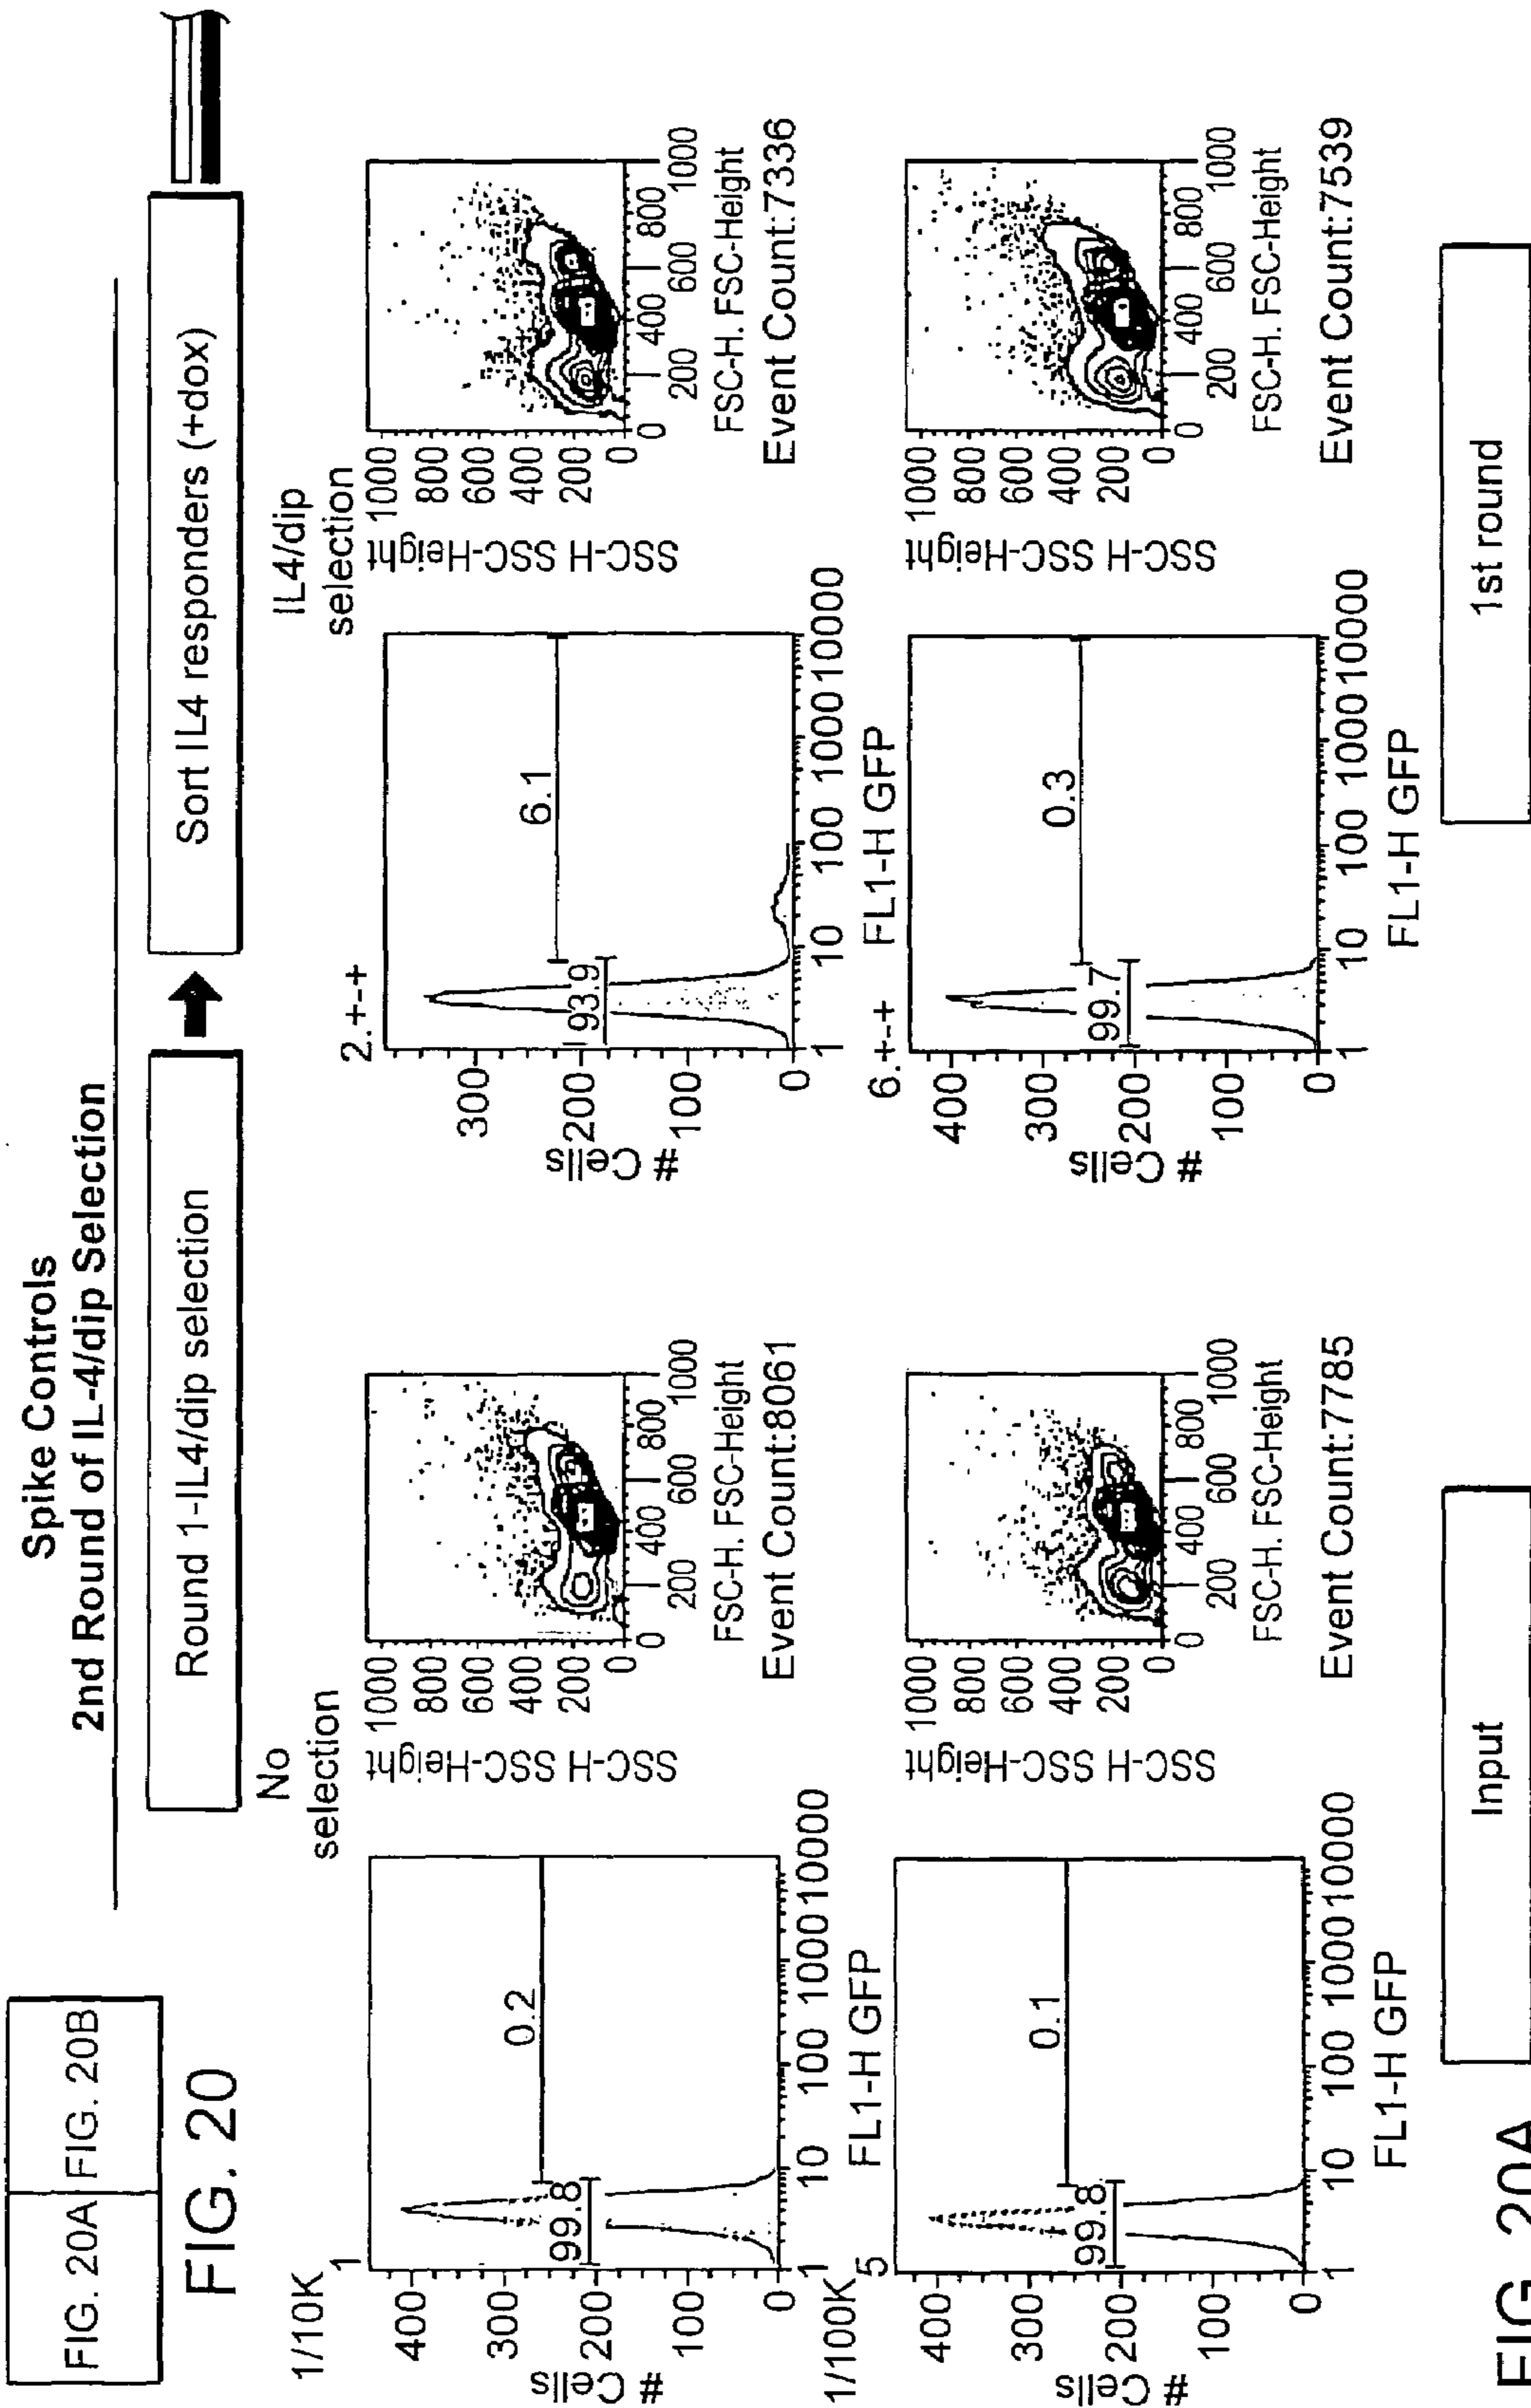 FIG. 20A FIG. 20B
FIG. 20
Spike Controls
2nd Round of IL-4/dip Selection
Round 1-IL4/dip selection
Sort IL4 responders (+dox)
No
selection
IL4/dip
selection
1/10K
1
# Cells
400
300
200
100
0
99.8
0.2
1 10 100 1000 10000
FL1-H GFP
SSC-H SSC-Height
1000
800
600
400
200
0
0 200 400 600 800 1000
FSC-H. FSC-Height
Event Count:8061
2.+-+
# Cells
300
200
100
0
93.9
6.1
1 10 100 1000 10000
FL1-H GFP
SSC-H SSC-Height
1000
800
600
400
200
0
0 200 400 600 800 1000
FSC-H. FSC-Height
Event Count:7336
1/100K
5
# Cells
400
300
200
100
0
99.8
0.1
1 10 100 1000 10000
FL1-H GFP
SSC-H SSC-Height
1000
800
600
400
200
0
0 200 400 600 800 1000
FSC-H. FSC-Height
Event Count:7785
6.+-+
# Cells
400
300
200
100
0
99.7
0.3
1 10 100 1000 10000
FL1-H GFP
SSC-H SSC-Height
1000
800
600
400
200
0
0 200 400 600 800 1000
FSC-H. FSC-Height
Event Count:7539
Input
1st round
FIG. 20A